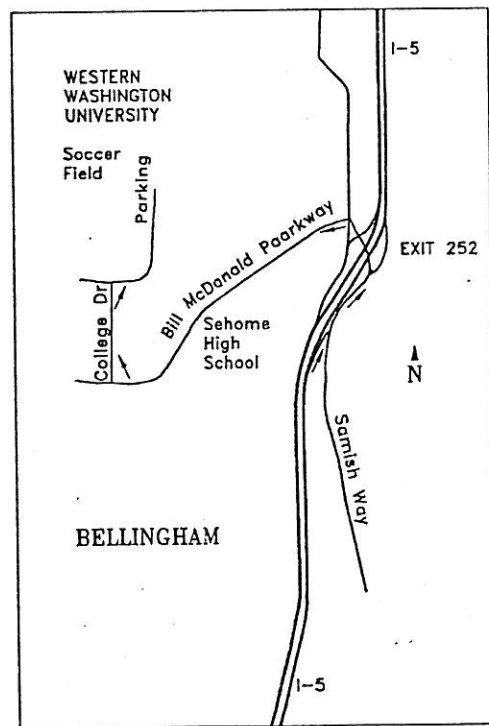 I-5
WESTERN
WASHINGTON
UNIVERSITY
Soccer
Field
Parking
Bill McDonald Paarkway
EXIT 252
College Dr
Sehome
High
School
N
Samish Way
BELLINGHAM
I-5